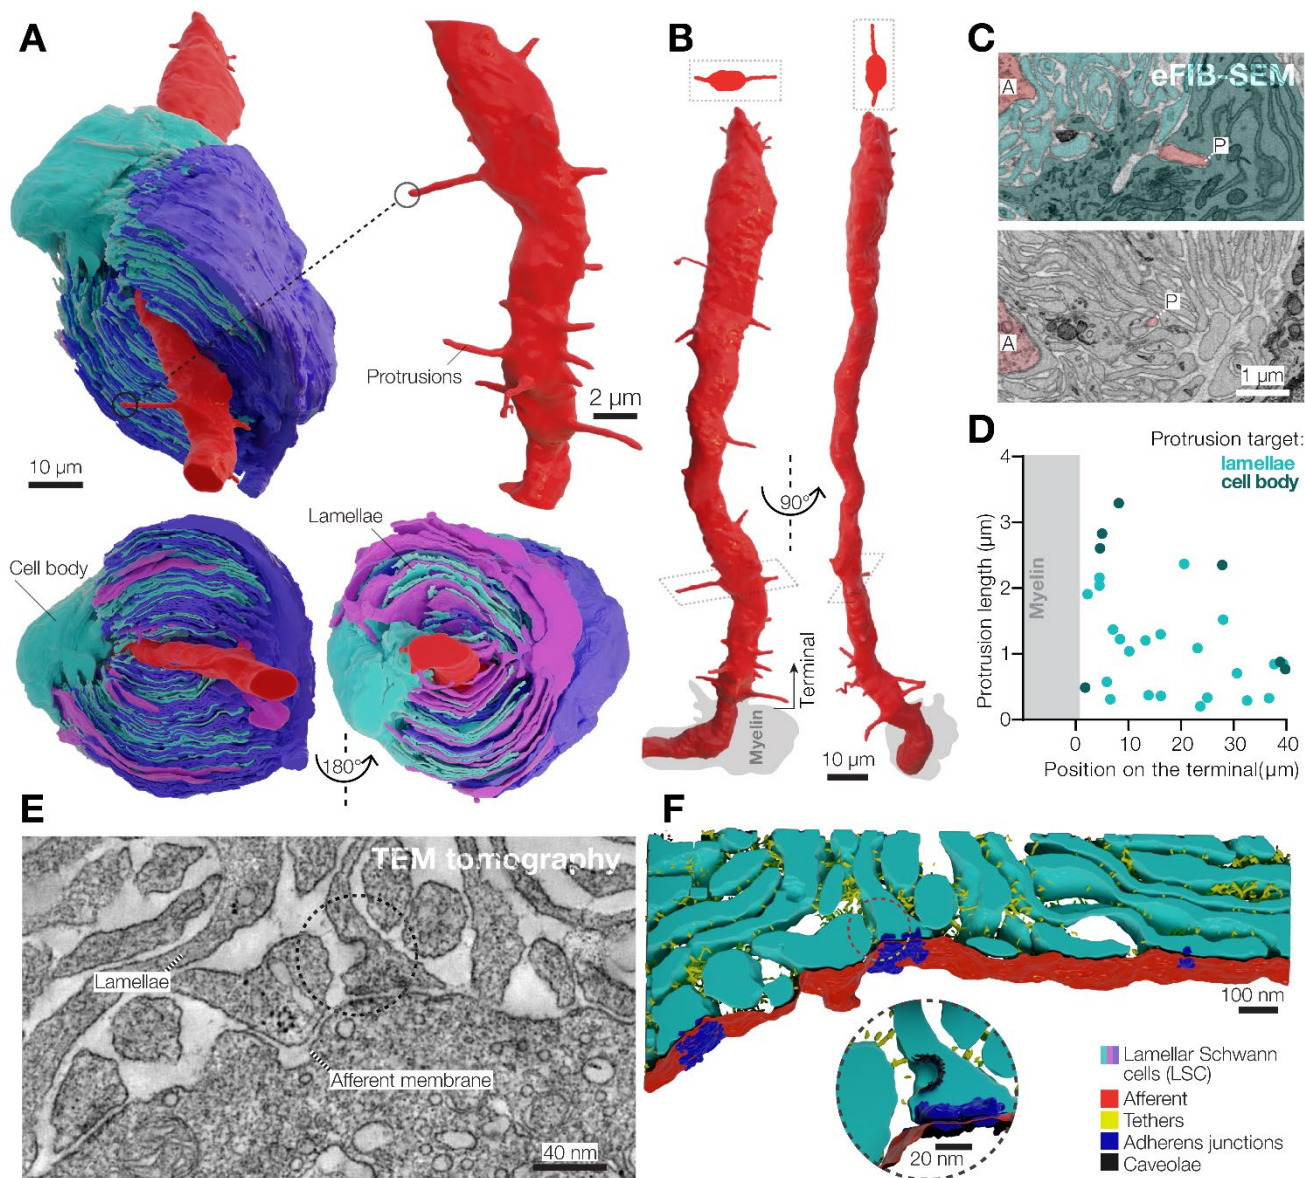 A
Protrusions
2 µm
10 µm
Lamellae
Cell body
180°
B
90°
Terminal
Myelin
10 µm
C
eFIB-SEM
A
P
P
A
1 µm
D
Protrusion target:
lamellae
cell body
Protrusion length (µm)
4
3
2
1
0
Myelin
0 10 20 30 40
Position on the terminal(µm)
E
TEM tomography
Lamellae
Afferent membrane
40 nm
F
100 nm
20 nm
Lamellar Schwann
cells (LSC)
Afferent
Tethers
Adherens junctions
Caveolae